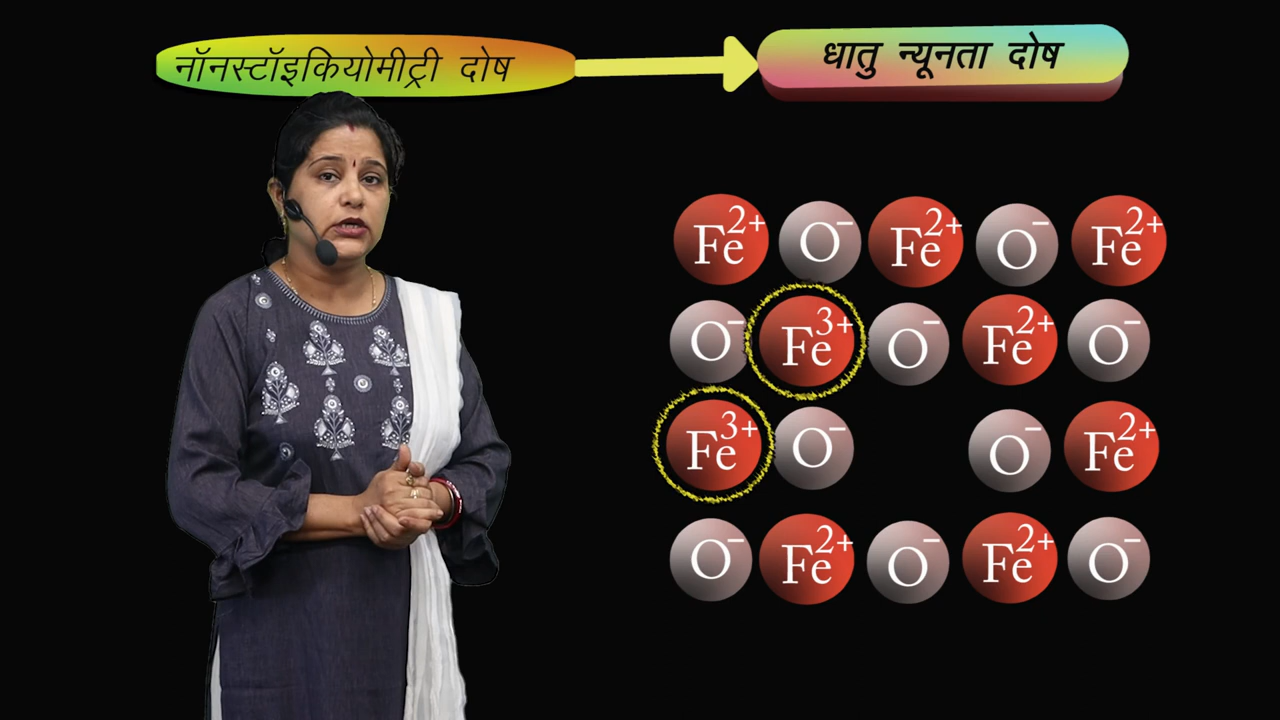 नॉनस्टॉइकियोमीट्री दोष
धातु न्यूनता दोष
Fe2+ O− Fe2+ O− Fe2+
O− Fe3+ O− Fe2+ O−
Fe3+ O− O− Fe2+
O− Fe2+ O− Fe2+ O−